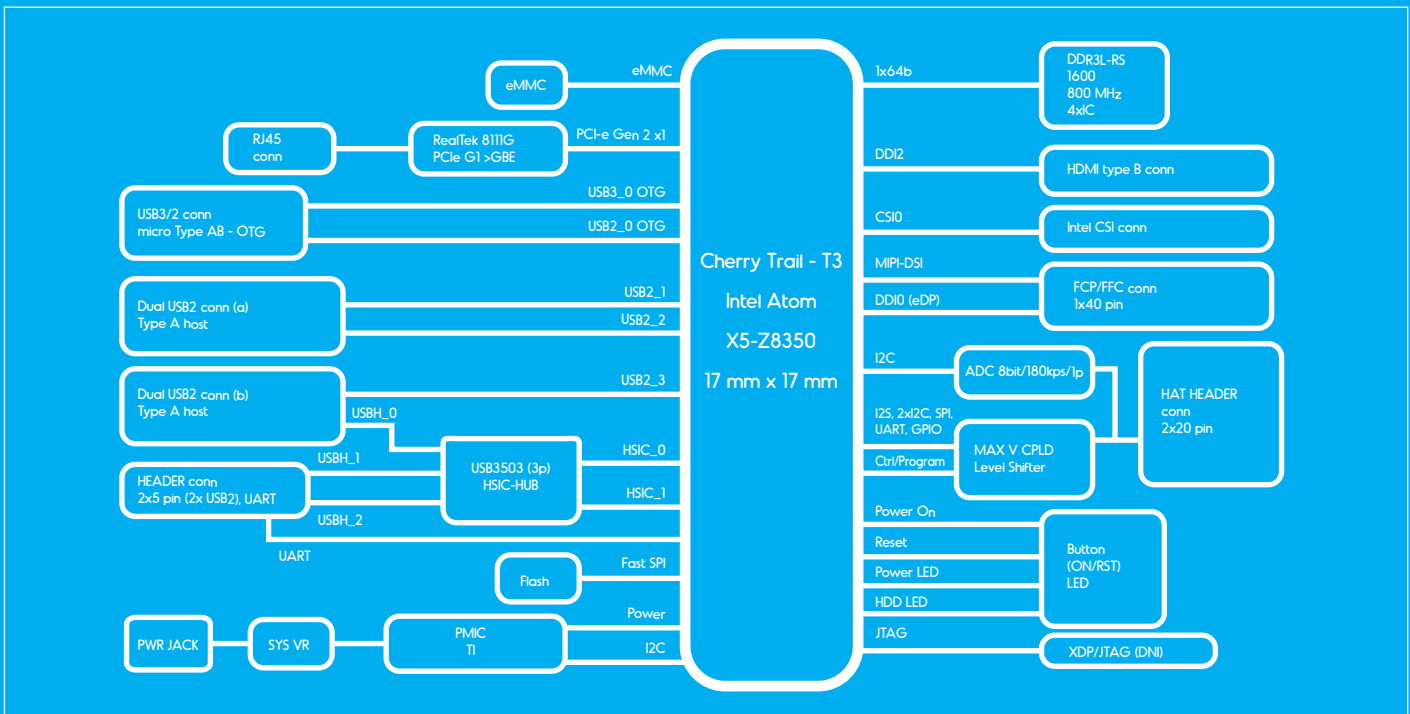 eMMC
eMMC
RJ45
conn
RealTek 8111G
PCIe G1 >GBE
PCI-e Gen 2 x1
USB3/2 conn
micro Type AB - OTG
USB3_0 OTG
USB2_0 OTG
Dual USB2 conn (a)
Type A host
USB2_1
USB2_2
Dual USB2 conn (b)
Type A host
USB2_3
USBH_0
USBH_1
HEADER conn
2x5 pin (2x USB2), UART
USBH_2
UART
USB3503 (3p)
HSIC-HUB
HSIC_0
HSIC_1
Flash
Fast SPI
PWR JACK
SYS VR
PMIC
TI
Power
I2C
Cherry Trail - T3
Intel Atom
X5-Z8350
17 mm x 17 mm
1x64b
DDR3L-RS
1600
800 MHz
4xIC
DDI2
HDMI type B conn
CSI0
Intel CSI conn
MIPI-DSI
DDI0 (eDP)
FCP/FFC conn
1x40 pin
I2C
ADC 8bit/180kps/1p
I2S, 2xI2C, SPI,
UART, GPIO
Ctrl/Program
MAX V CPLD
Level Shifter
HAT HEADER
conn
2x20 pin
Power On
Reset
Power LED
HDD LED
Button
(ON/RST)
LED
JTAG
XDP/JTAG (DNI)